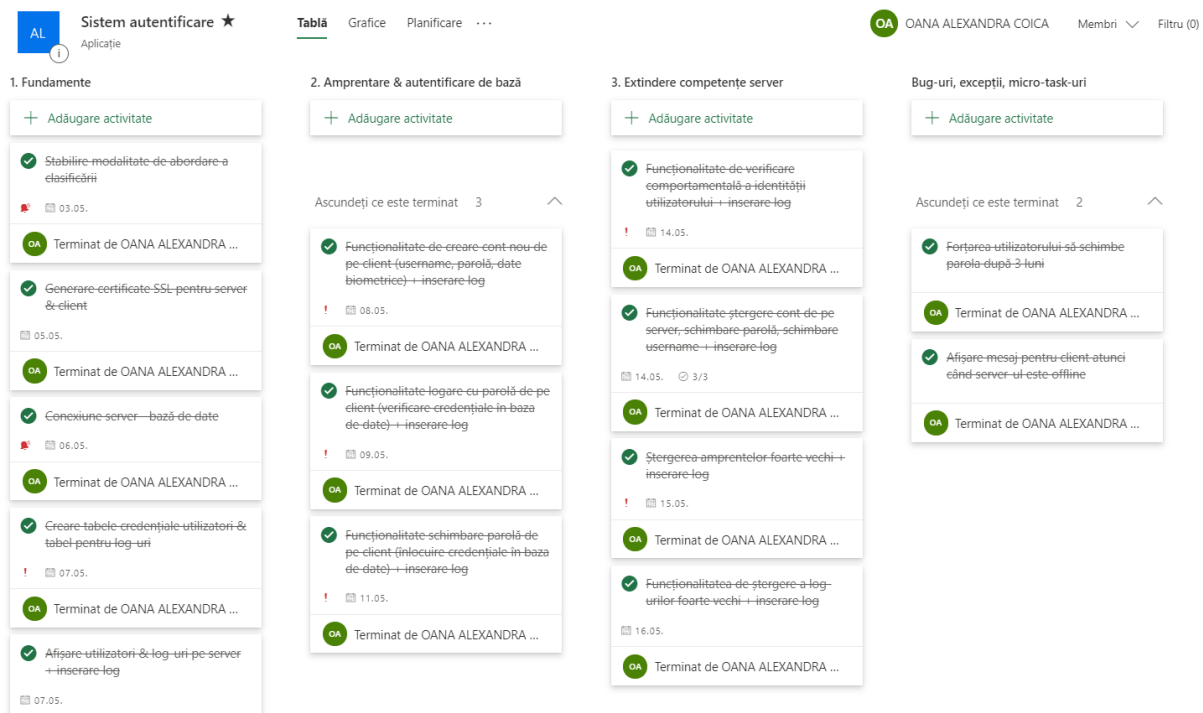 AL
Sistem autentificare ★
Aplicație
Tablă
Grafice
Planificare
OA
OANA ALEXANDRA COICA
Membri
Filtru (0)
1. Fundamente
+ Adăugare activitate
Stabilire modalitate de abordare a
clasificării
03.05.
OA Terminat de OANA ALEXANDRA ...
Generare certificate SSL pentru server
& client
05.05.
OA Terminat de OANA ALEXANDRA ...
Conexiune server - bază de date
06.05.
OA Terminat de OANA ALEXANDRA ...
Creare tabele credențiale utilizatori &
tabel pentru log-uri
! 07.05.
OA Terminat de OANA ALEXANDRA ...
Afișare utilizatori & log-uri pe server
+ inserare log
07.05.
2. Amprentare & autentificare de bază
+ Adăugare activitate
Ascundeți ce este terminat 3
Funcționalitate de creare cont nou de
pe client (username, parolă, date
biometrice) + inserare log
! 08.05.
OA Terminat de OANA ALEXANDRA ...
Funcționalitate logare cu parolă de pe
client (verificare credențiale în baza
de date) + inserare log
! 09.05.
OA Terminat de OANA ALEXANDRA ...
Funcționalitate schimbare parolă de
pe client (înlocuire credențiale în baza
de date) + inserare log
! 11.05.
OA Terminat de OANA ALEXANDRA ...
3. Extindere competențe server
+ Adăugare activitate
Funcționalitate de verificare
comportamentală a identității
utilizatorului + inserare log
! 14.05.
OA Terminat de OANA ALEXANDRA ...
Funcționalitate ștergere cont de pe
server, schimbare parolă, schimbare
username + inserare log
14.05. 3/3
OA Terminat de OANA ALEXANDRA ...
Ștergerea amprentelor foarte vechi +
inserare log
! 15.05.
OA Terminat de OANA ALEXANDRA ...
Funcționalitatea de ștergere a log-
urilor foarte vechi + inserare log
16.05.
OA Terminat de OANA ALEXANDRA ...
Bug-uri, excepții, micro-task-uri
+ Adăugare activitate
Ascundeți ce este terminat 2
Forțarea utilizatorului să schimbe
parola după 3 luni
OA Terminat de OANA ALEXANDRA ...
Afișare mesaj pentru client atunci
când server-ul este offline
OA Terminat de OANA ALEXANDRA ...